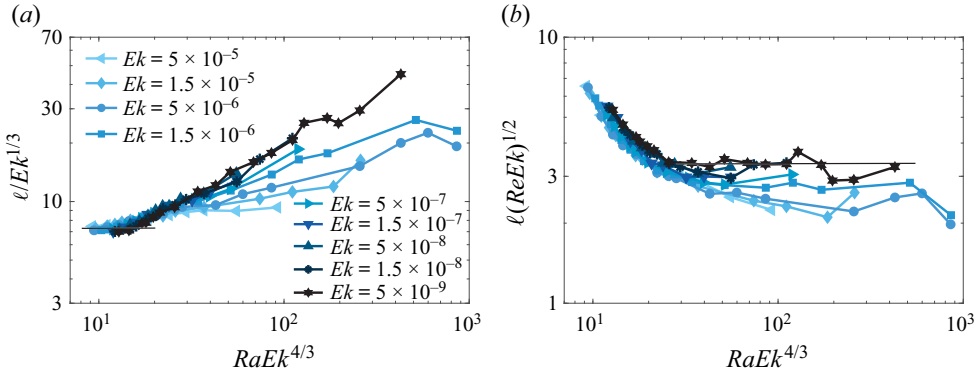 (a)
70
30
10
3
ℓ/Ek^{1/3}
Ek = 5 × 10^{−5}
Ek = 1.5 × 10^{−5}
Ek = 5 × 10^{−6}
Ek = 1.5 × 10^{−6}
Ek = 5 × 10^{−7}
Ek = 1.5 × 10^{−7}
Ek = 5 × 10^{−8}
Ek = 1.5 × 10^{−8}
Ek = 5 × 10^{−9}
10^1 10^2 10^3
RaEk^{4/3}
(b)
10
3
1
ℓ(ReEk)^{1/2}
10^1 10^2 10^3
RaEk^{4/3}